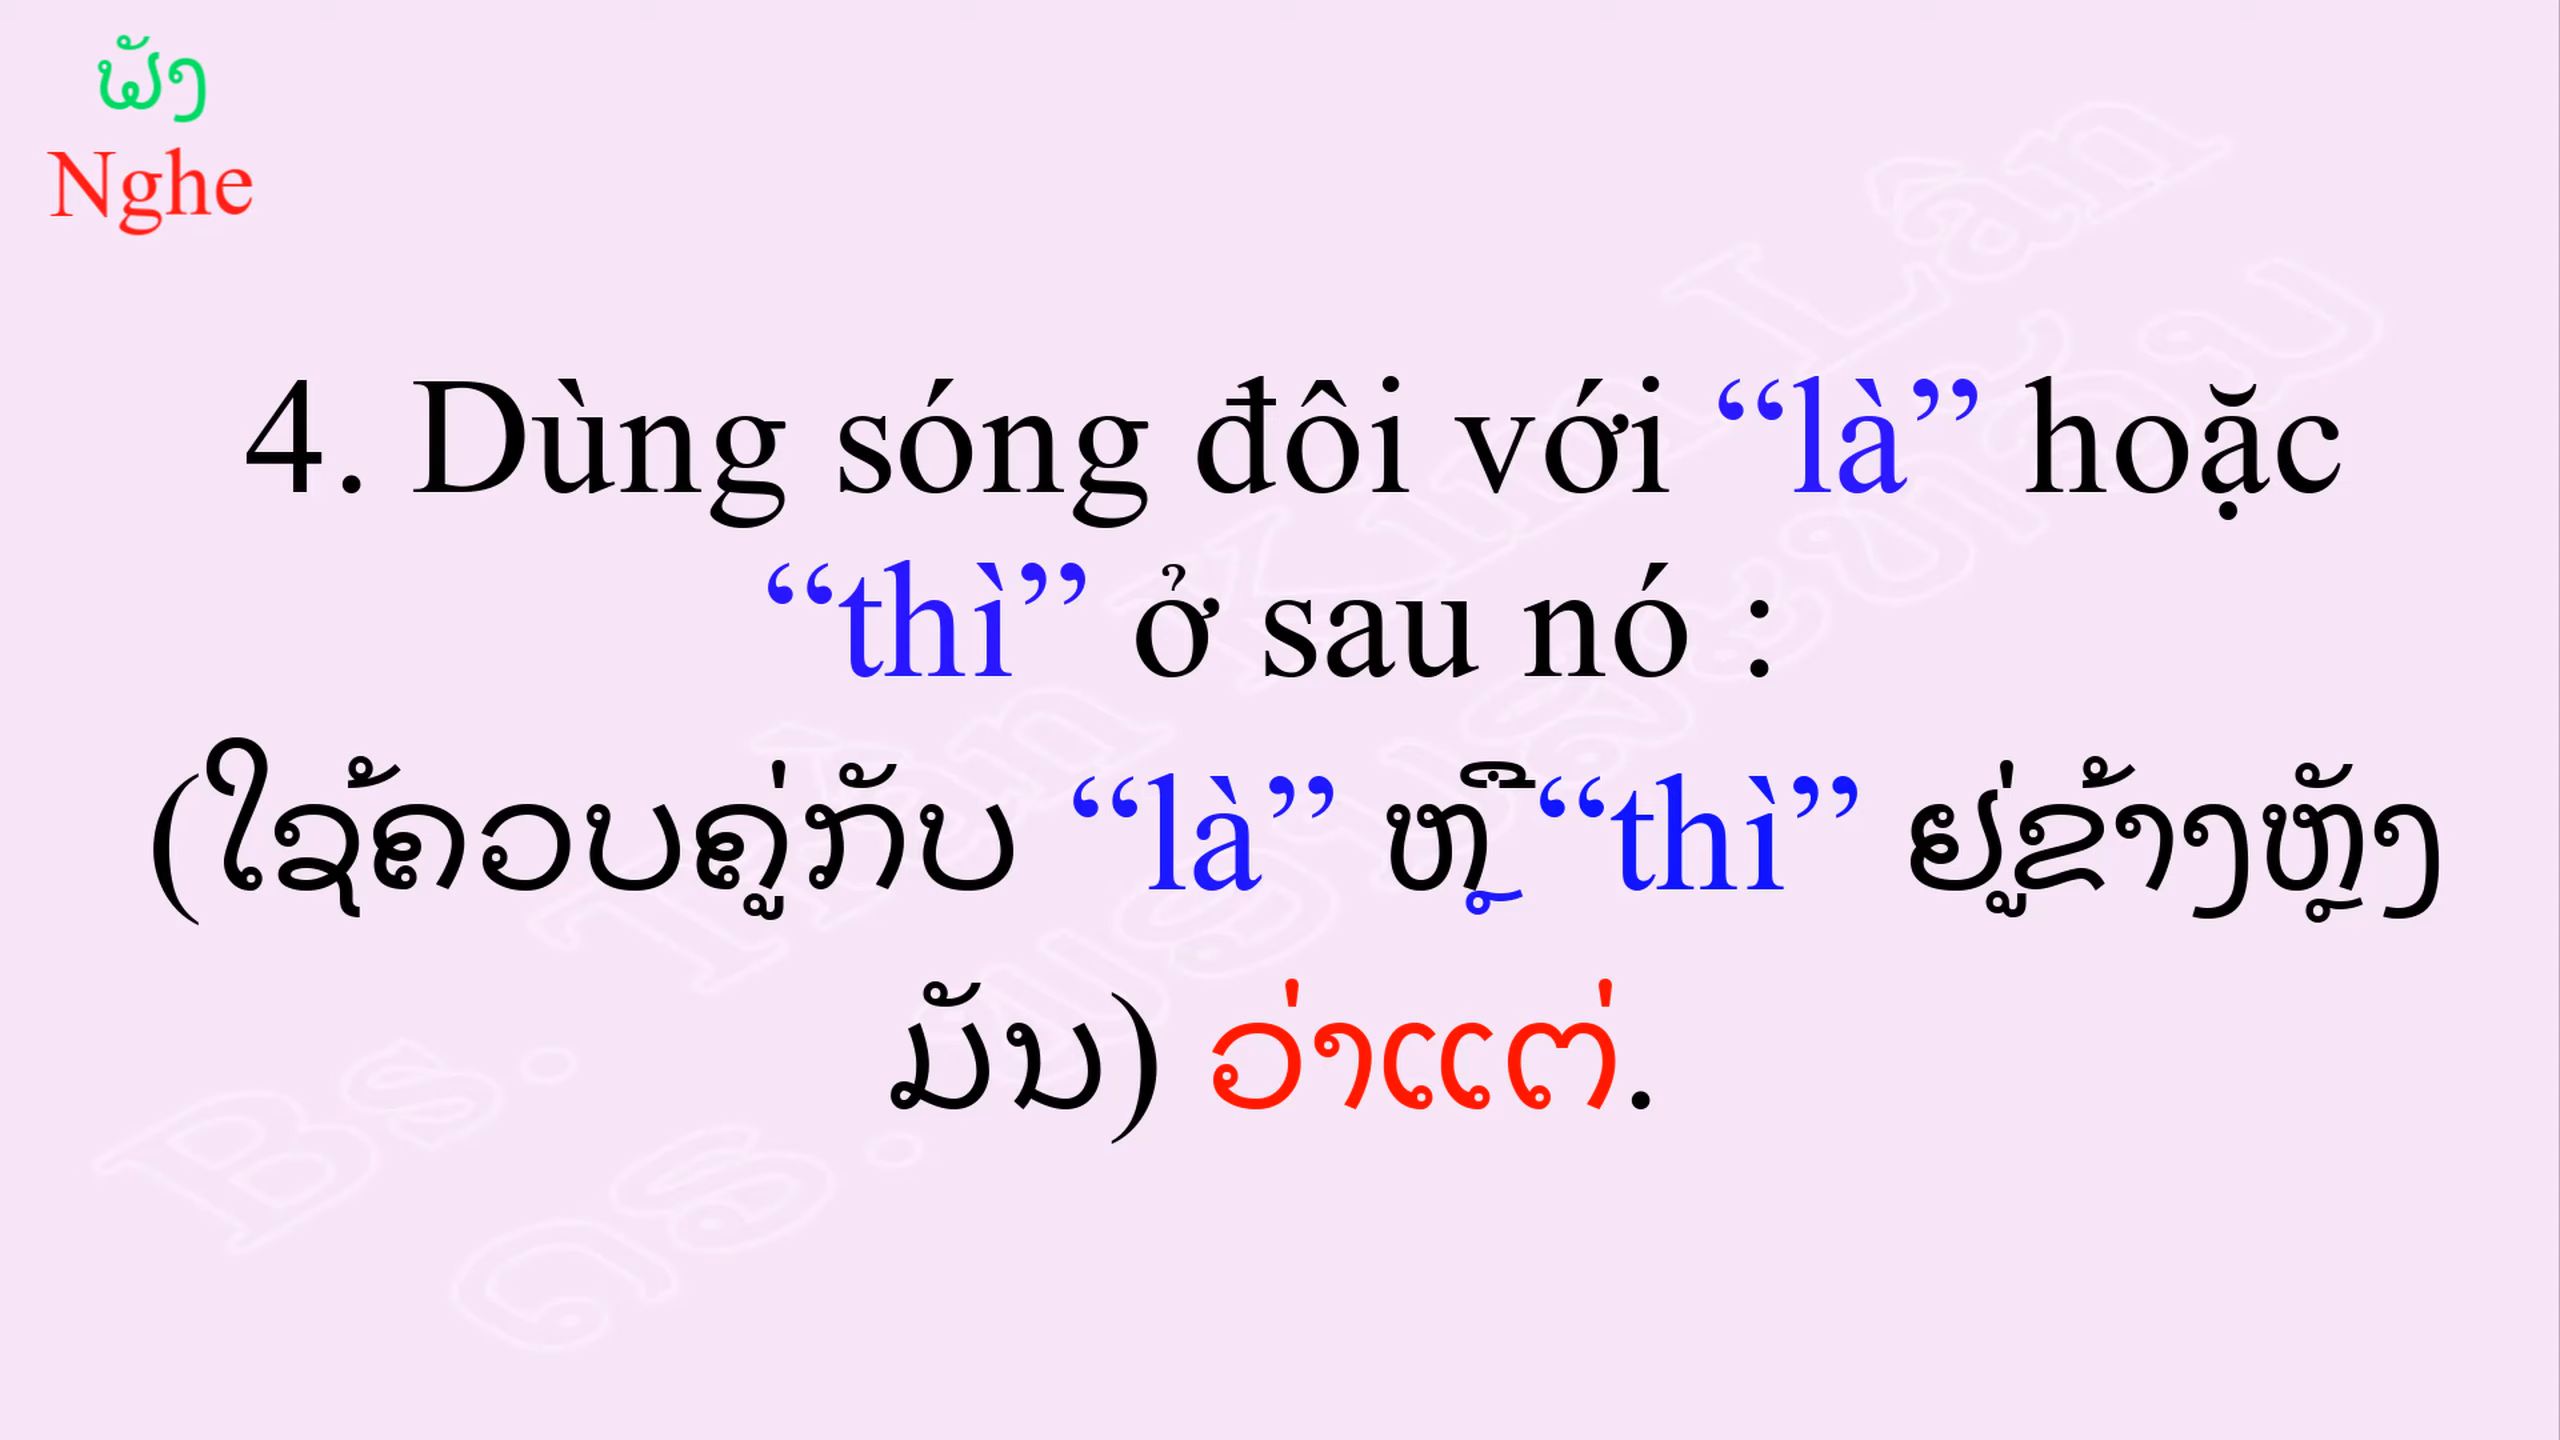 ຟັງ
Nghe
4. Dùng sóng đôi với “là” hoặc
“thì” ở sau nó :
(ໃຊ້ຄວບຄູ່ກັບ “là” ຫຼື “thì” ຢູ່ຂ້າງຫຼັງ
ມັນ) ວ່າແຕ່.